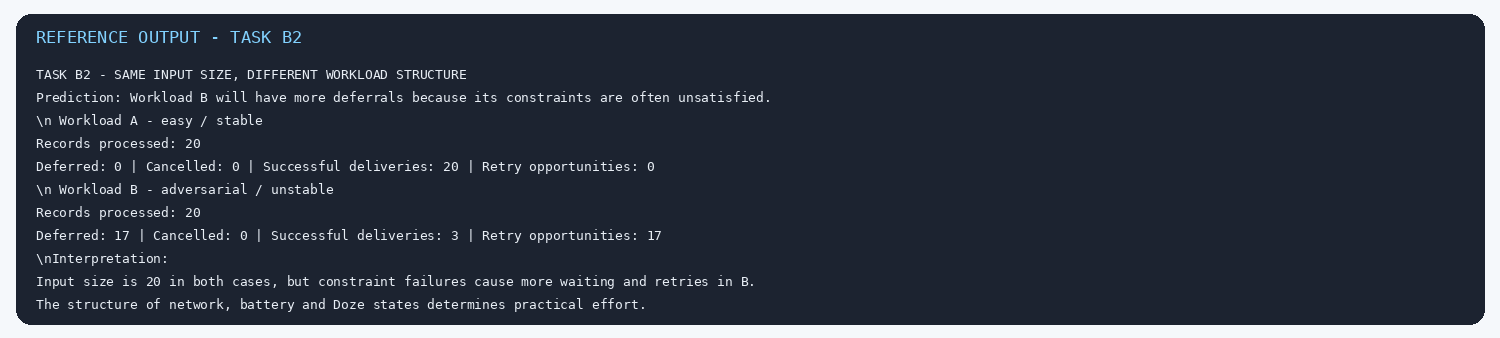 REFERENCE OUTPUT - TASK B2
TASK B2 - SAME INPUT SIZE, DIFFERENT WORKLOAD STRUCTURE
Prediction: Workload B will have more deferrals because its constraints are often unsatisfied.
\n Workload A - easy / stable
Records processed: 20
Deferred: 0 | Cancelled: 0 | Successful deliveries: 20 | Retry opportunities: 0
\n Workload B - adversarial / unstable
Records processed: 20
Deferred: 17 | Cancelled: 0 | Successful deliveries: 3 | Retry opportunities: 17
\nInterpretation:
Input size is 20 in both cases, but constraint failures cause more waiting and retries in B.
The structure of network, battery and Doze states determines practical effort.